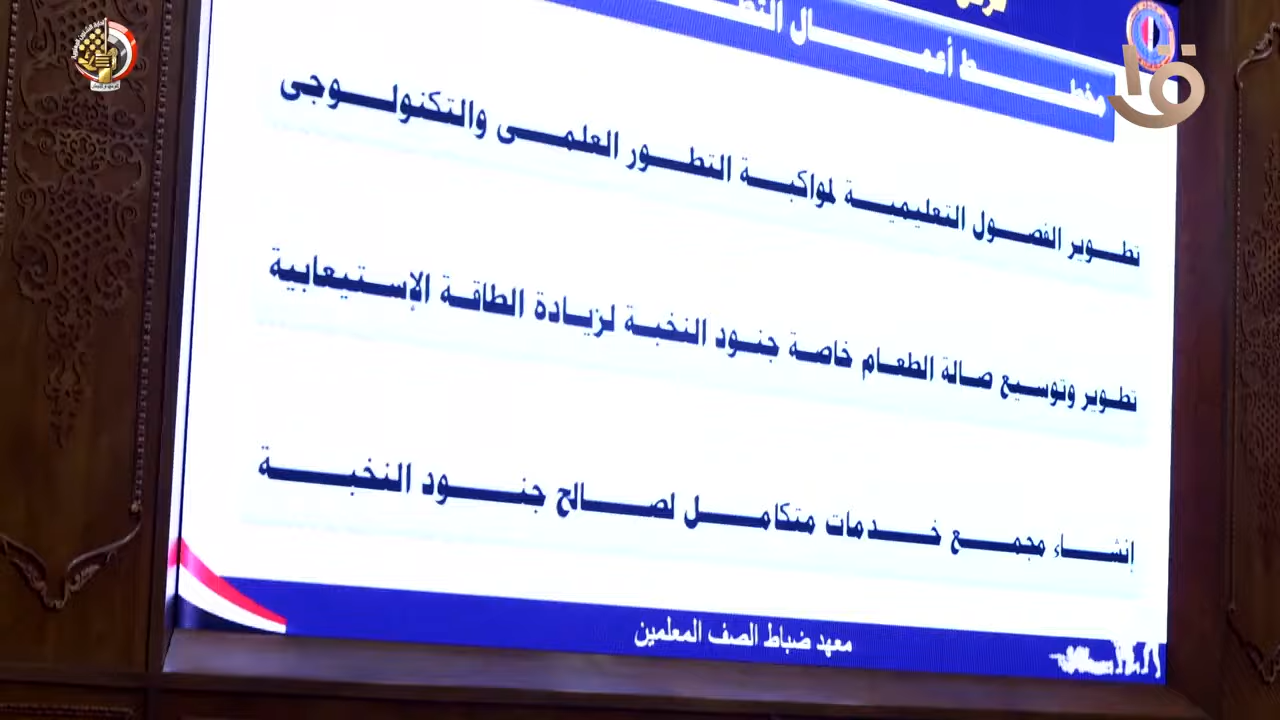 مخطط أعمال
تطوير الفصول التعليمية لمواكبة التطور العلمى والتكنولوجى
تطوير وتوسيع صالة الطعام خاصة جنود النخبة لزيادة الطاقة الإستيعابية
إنشاء مجمع خدمات متكامل لصالح جنود النخبة
معهد ضباط الصف المعلمين